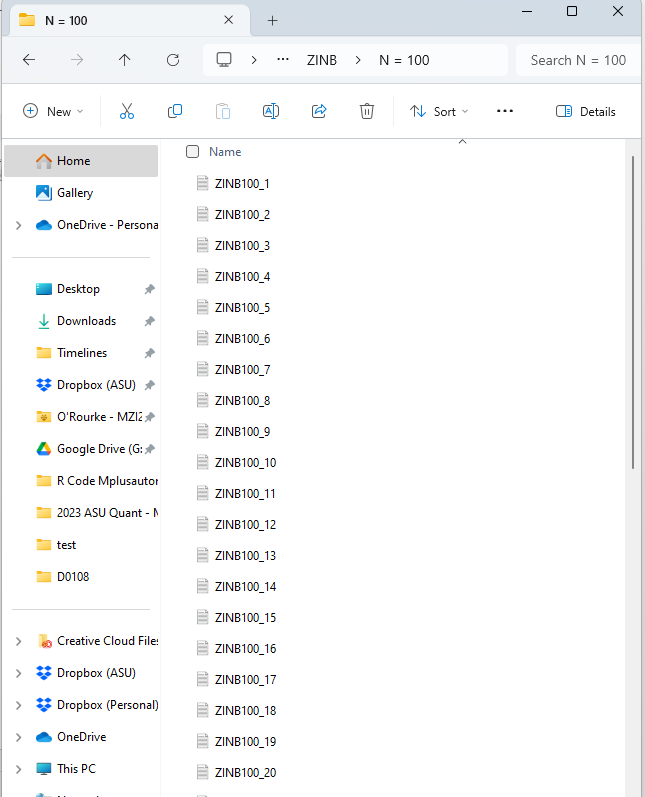 N = 100
ZINB N = 100 Search N = 100
New Sort Details
Home
Gallery
OneDrive - Persona
Desktop
Downloads
Timelines
Dropbox (ASU)
O'Rourke - MZI2
Google Drive (G:
R Code Mplusautor
2023 ASU Quant - M
test
D0108
Creative Cloud Files
Dropbox (ASU)
Dropbox (Personal)
OneDrive
This PC
Name
ZINB100_1
ZINB100_2
ZINB100_3
ZINB100_4
ZINB100_5
ZINB100_6
ZINB100_7
ZINB100_8
ZINB100_9
ZINB100_10
ZINB100_11
ZINB100_12
ZINB100_13
ZINB100_14
ZINB100_15
ZINB100_16
ZINB100_17
ZINB100_18
ZINB100_19
ZINB100_20